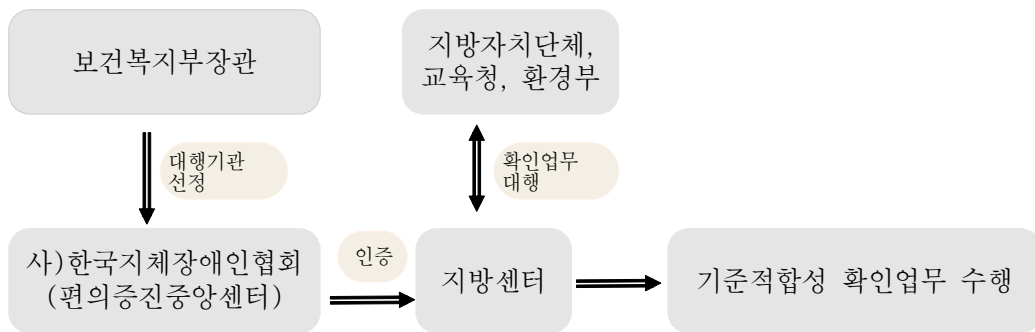 보건복지부장관
지방자치단체,
교육청, 환경부
대행기관
선정
확인업무
대행
사)한국지체장애인협회
(편의증진중앙센터)
인증
지방센터
기준적합성 확인업무 수행